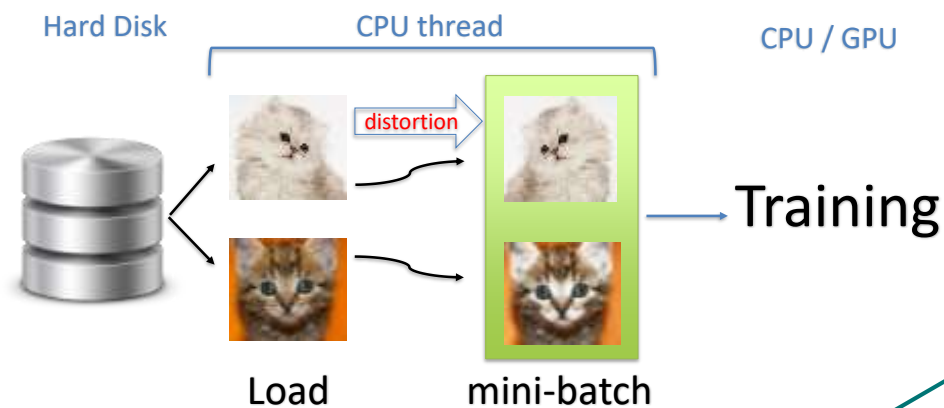 Hard Disk
CPU thread
CPU / GPU
distortion
Training
Load
mini-batch